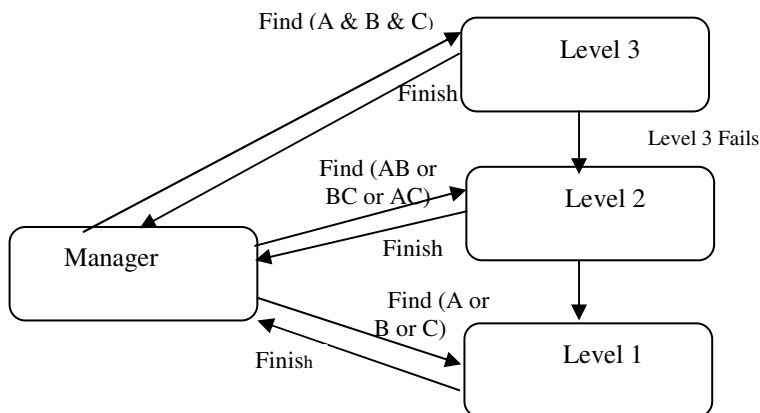 Find (A & B & C)
Level 3
Finish
Level 3 Fails
Find (AB or
BC or AC)
Level 2
Finish
Manager
Find (A or
B or C)
Level 1
Finish